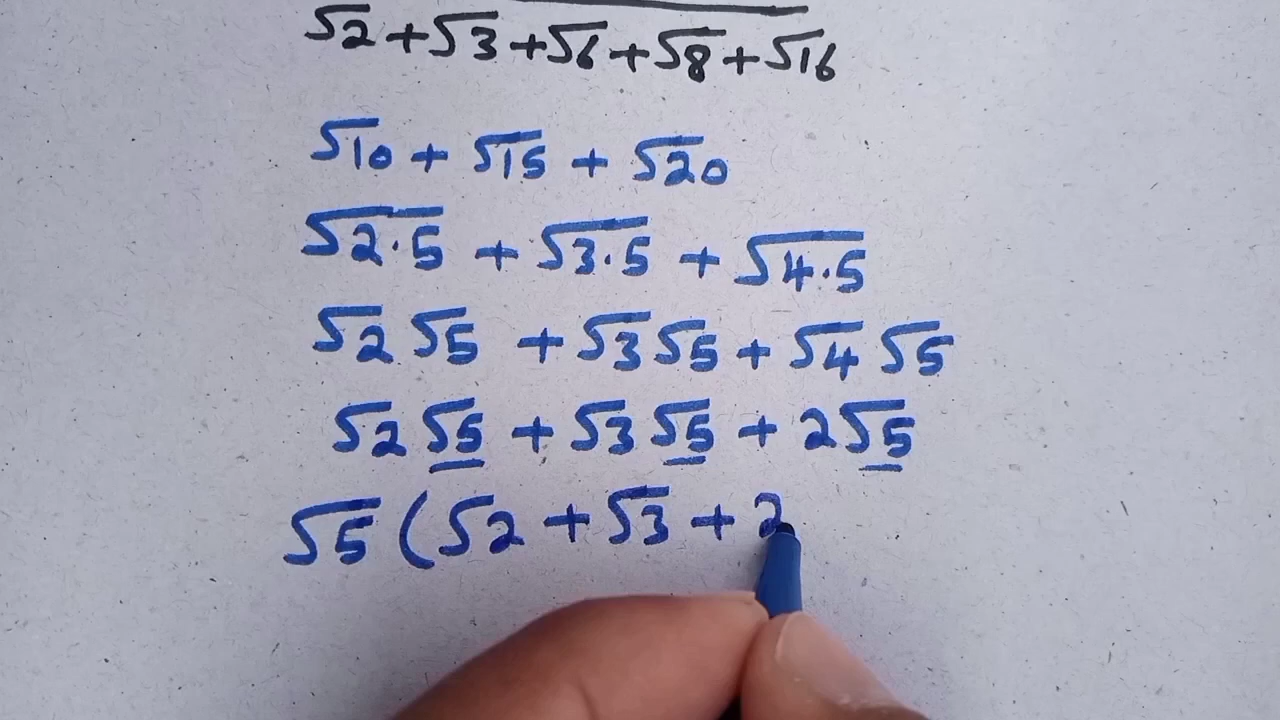 √2 + √3 + √6 + √8 + √16
√10 + √15 + √20
√2·5 + √3·5 + √4·5
√2 √5 + √3 √5 + √4 √5
√2 √5 + √3 √5 + 2√5
√5 (√2 + √3 + 2